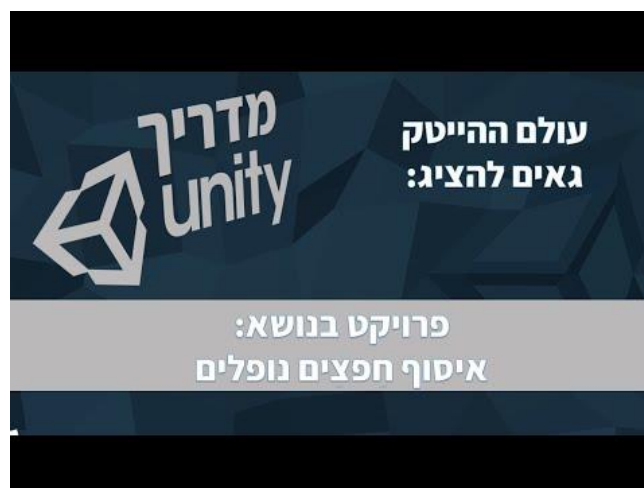 עולם ההייטק
גאים להציג:
מדריך
unity
פרויקט בנושא:
איסוף חפצים נופלים